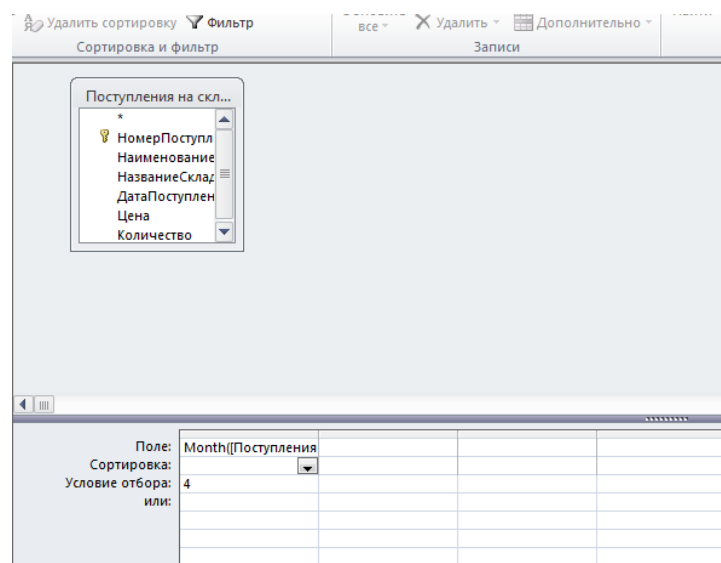 Удалить сортировку Фильтр
все Удалить Дополнительно
Сортировка и фильтр Записи
Поступления на скл...
*
НомерПоступл
Наименование
НазваниеСклад
ДатаПоступлен
Цена
Количество
Поле: Month([Поступления
Сортировка:
Условие отбора: 4
или: